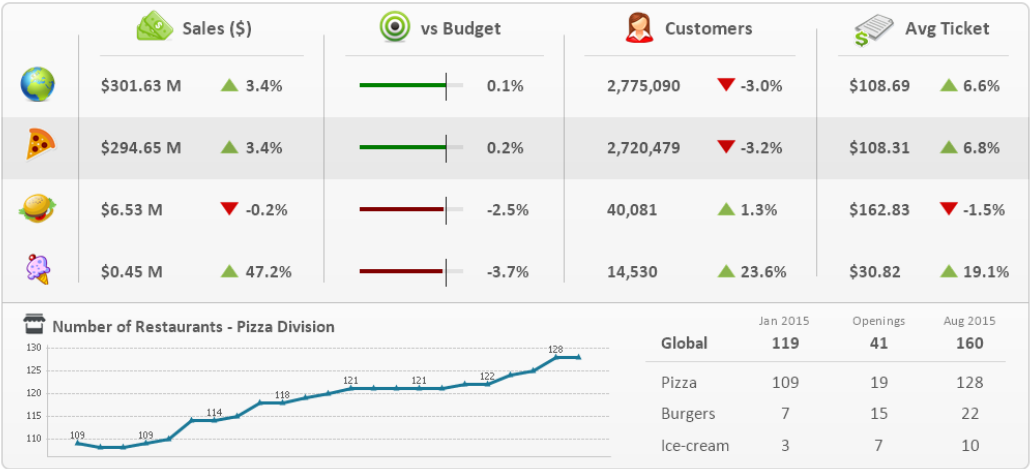 Sales ($) vs Budget Customers Avg Ticket
$301.63 M 3.4% 0.1% 2,775,090 -3.0% $108.69 6.6%
$294.65 M 3.4% 0.2% 2,720,479 -3.2% $108.31 6.8%
$6.53 M -0.2% -2.5% 40,081 1.3% $162.83 -1.5%
$0.45 M 47.2% -3.7% 14,530 23.6% $30.82 19.1%
Number of Restaurants - Pizza Division
130
125
120
115
110
109 109 114 118 121 121 122 128
Jan 2015 Openings Aug 2015
Global 119 41 160
Pizza 109 19 128
Burgers 7 15 22
Ice-cream 3 7 10